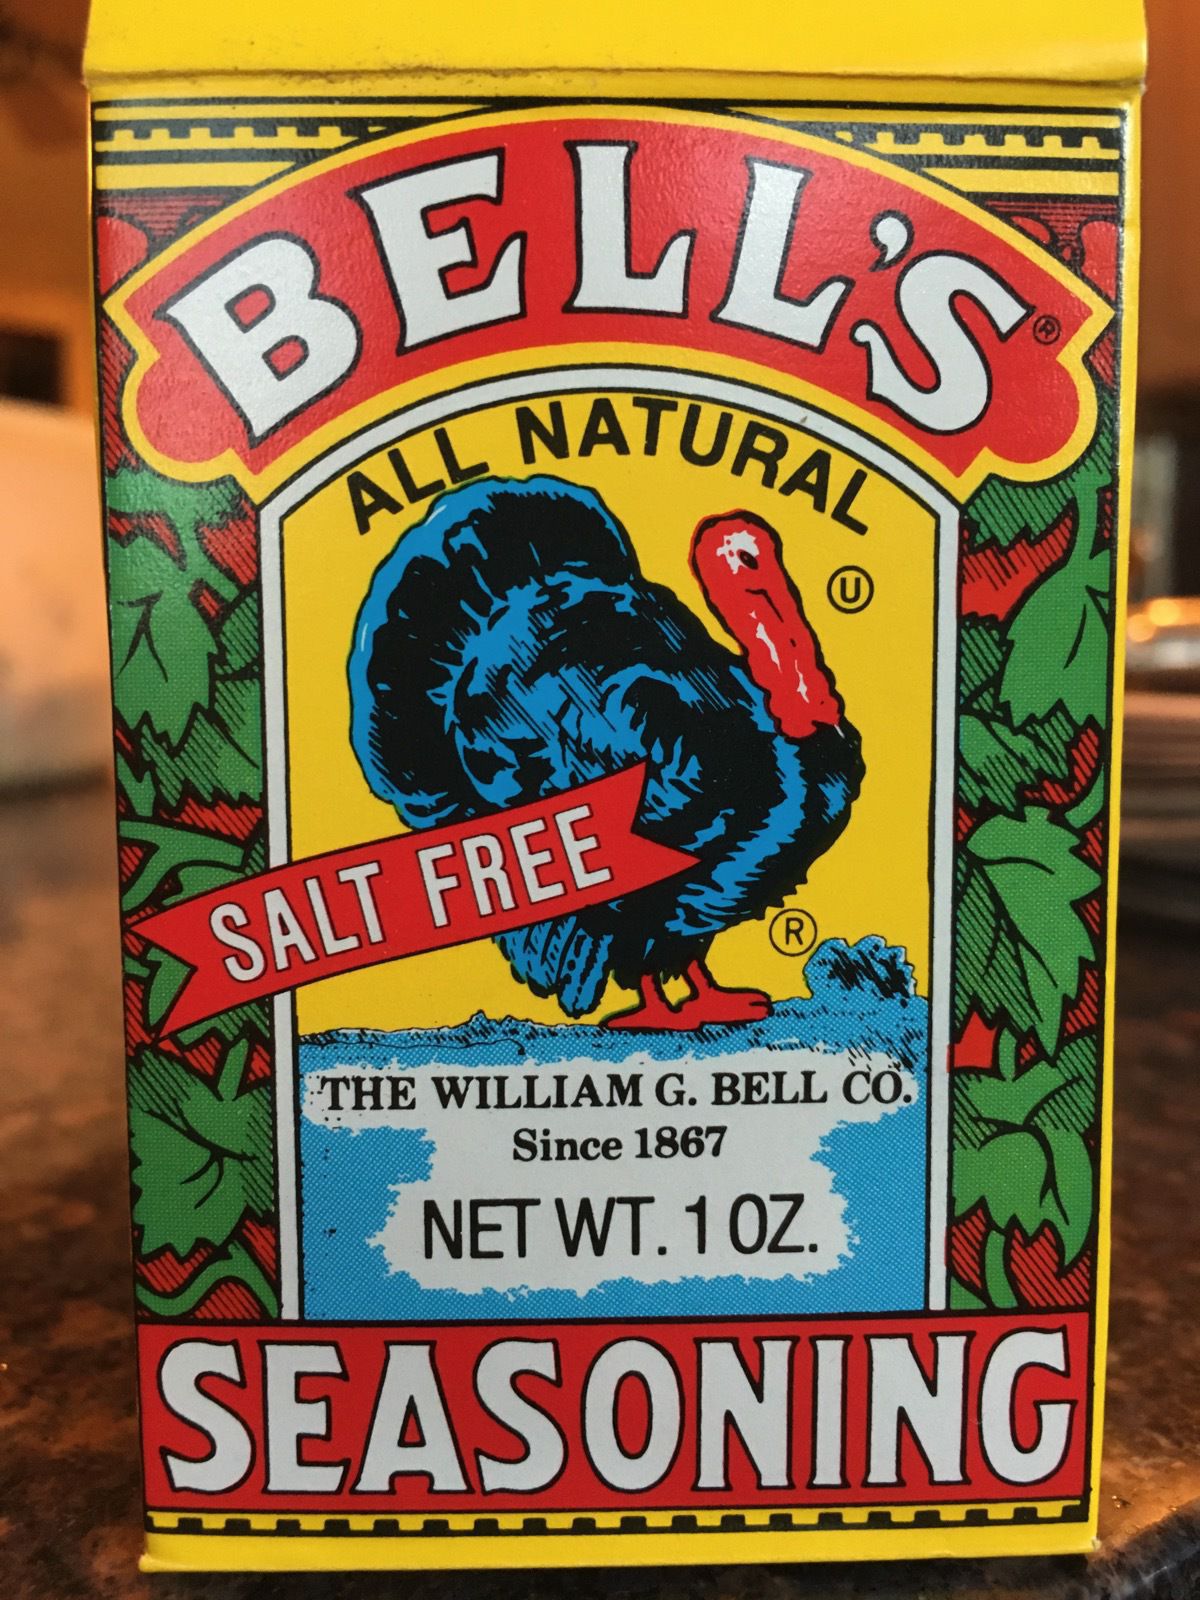 BELL'S®
ALL NATURAL
Ⓤ
SALT FREE
®
THE WILLIAM G. BELL CO.
Since 1867
NET WT. 1 OZ.
SEASONING